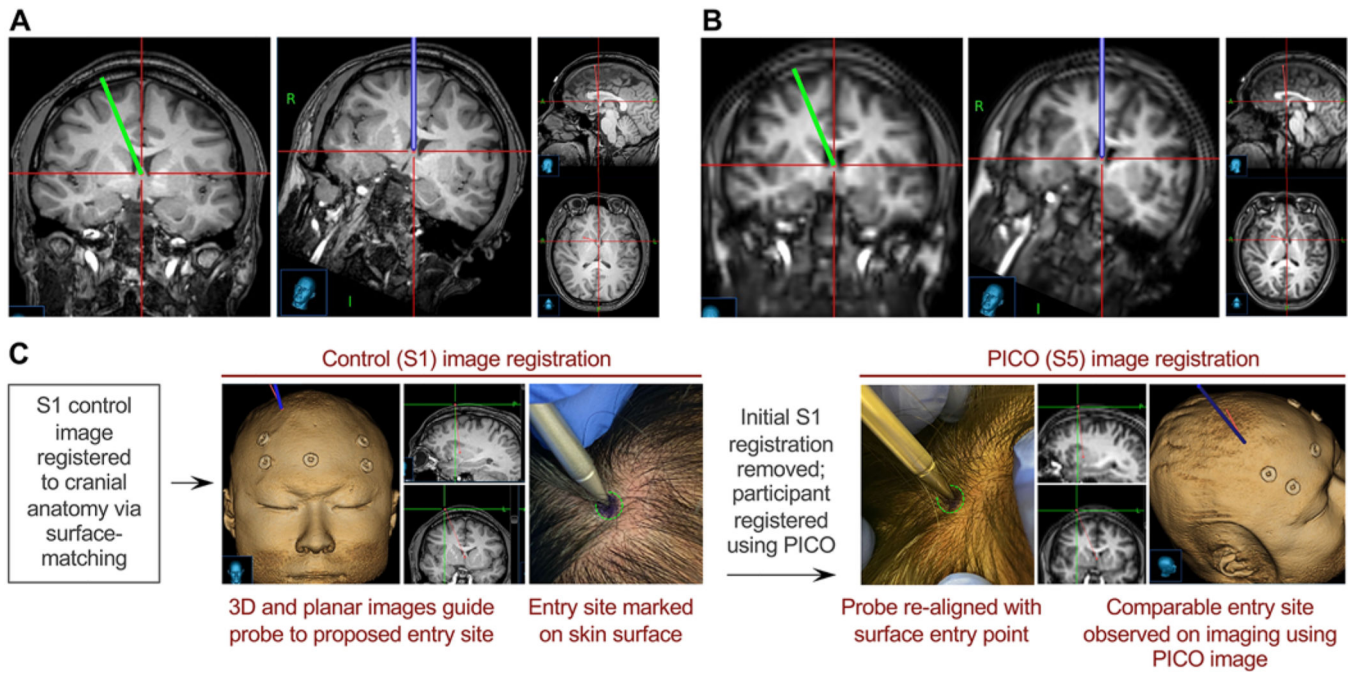 A
B
R
I
R
I
C
Control (S1) image registration
PICO (S5) image registration
S1 control
image
registered
to cranial
anatomy via
surface-
matching
Initial S1
registration
removed;
participant
registered
using PICO
3D and planar images guide
probe to proposed entry site
Entry site marked
on skin surface
Probe re-aligned with
surface entry point
Comparable entry site
observed on imaging using
PICO image